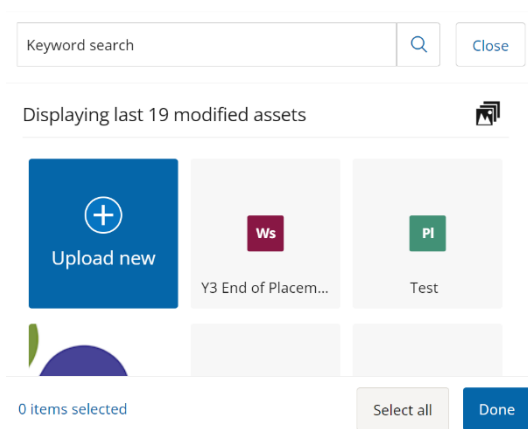 Keyword search
Close
Displaying last 19 modified assets
Upload new
Ws
Y3 End of Placem...
Pl
Test
0 items selected
Select all
Done